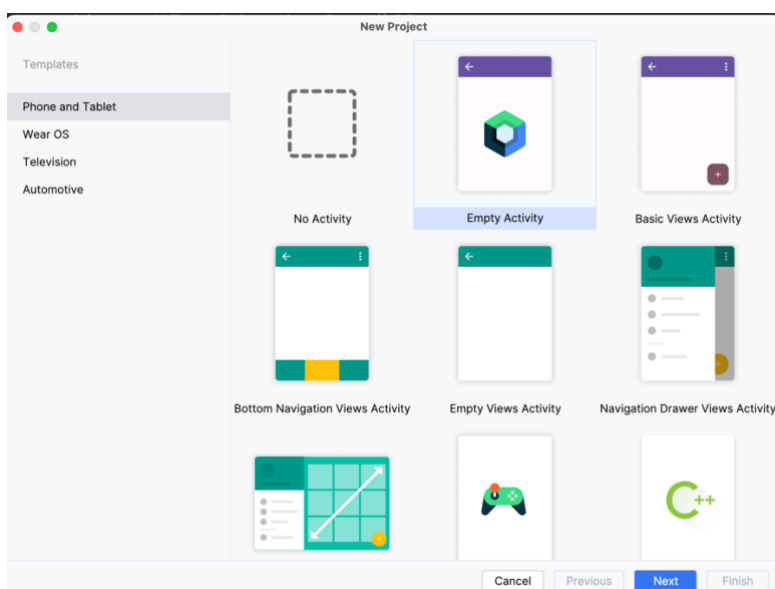 New Project
Templates
Phone and Tablet
Wear OS
Television
Automotive
No Activity
Empty Activity
Basic Views Activity
Bottom Navigation Views Activity
Empty Views Activity
Navigation Drawer Views Activity
C++
Cancel
Previous
Next
Finish